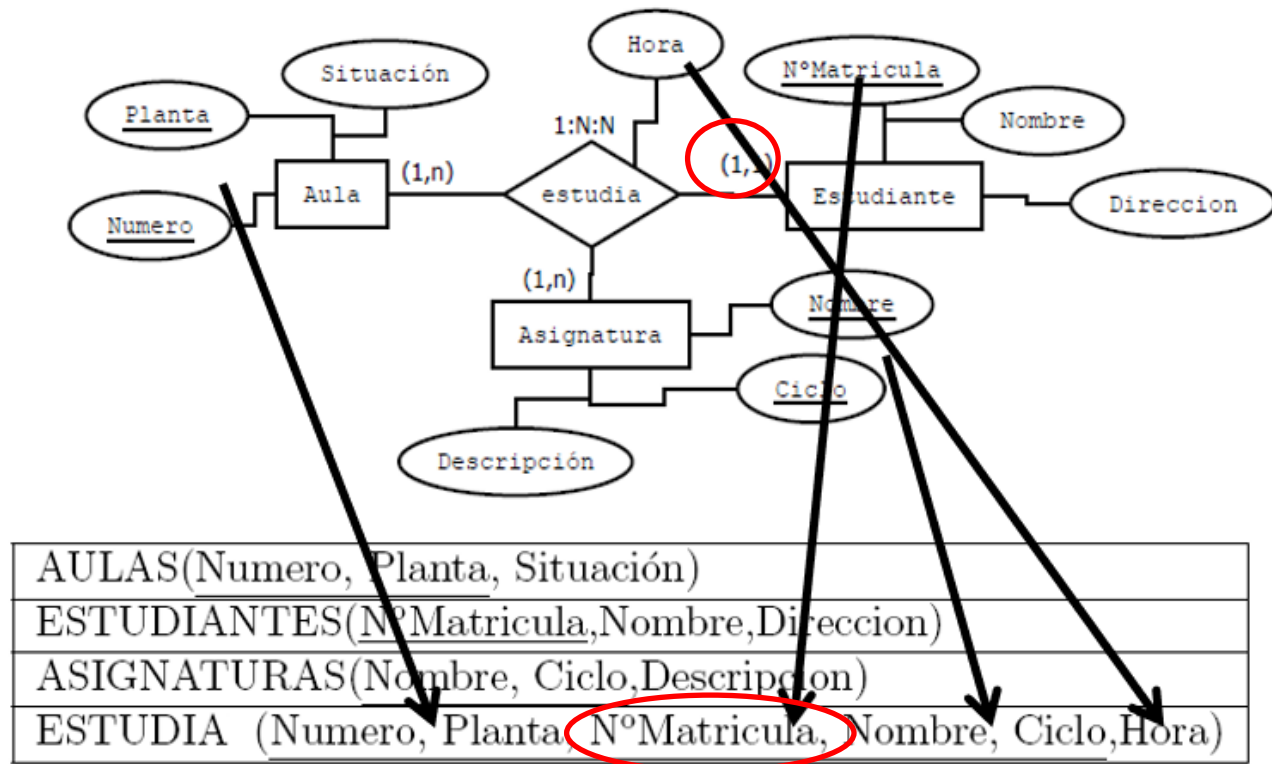 Hora
Situación
NºMatricula
Planta
Nombre
1:N:N
(1,n)
(1,1)
Aula
estudia
Estudiante
Numero
Direccion
(1,n)
Nombre
Asignatura
Ciclo
Descripción
AULAS(Numero, Planta, Situación)
ESTUDIANTES(NºMatricula,Nombre,Direccion)
ASIGNATURAS(Nombre, Ciclo,Descripcion)
ESTUDIA (Numero, Planta, NºMatricula, Nombre, Ciclo,Hora)